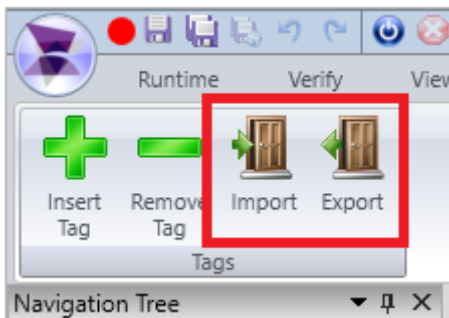 Runtime Verify View
Insert Tag
Remove Tag
Import
Export
Tags
Navigation Tree